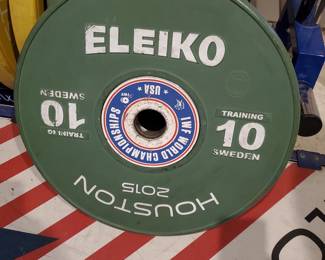 ELEIKO
TRAINING
10
SWEDEN
TRAINING
10
SWEDEN
IWF WORLD CHAMPIONSHIPS
USA
HOUSTON
2015